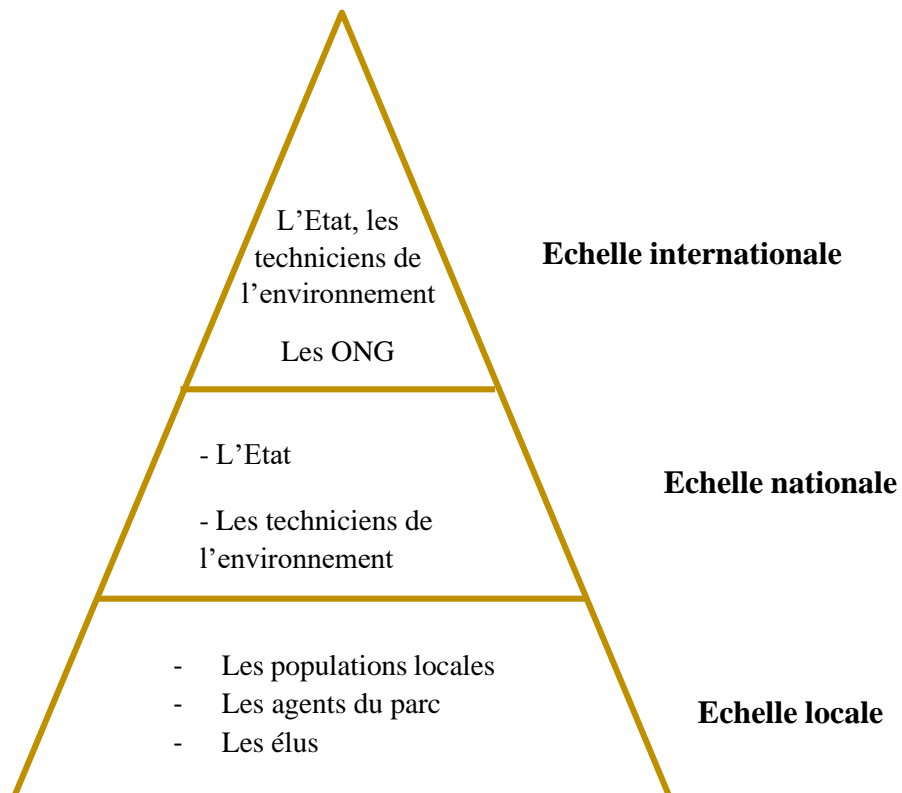 L’Etat, les
techniciens de
l’environnement
Les ONG
Echelle internationale
- L’Etat
- Les techniciens de
l’environnement
Echelle nationale
- Les populations locales
- Les agents du parc
- Les élus
Echelle locale